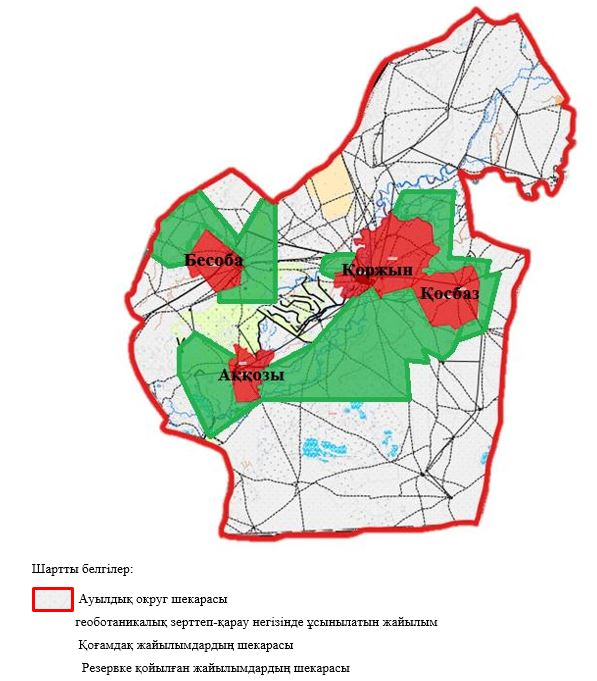 Бесоба
Қоржын
Қосбаз
Аққозы
Шартты белгілер:
Ауылдық округ шекарасы
геоботаникалық зерттеп-қарау негізінде ұсынылатын жайылым
Қоғамдақ жайылымдардың шекарасы
Резервке қойылған жайылымдардың шекарасы